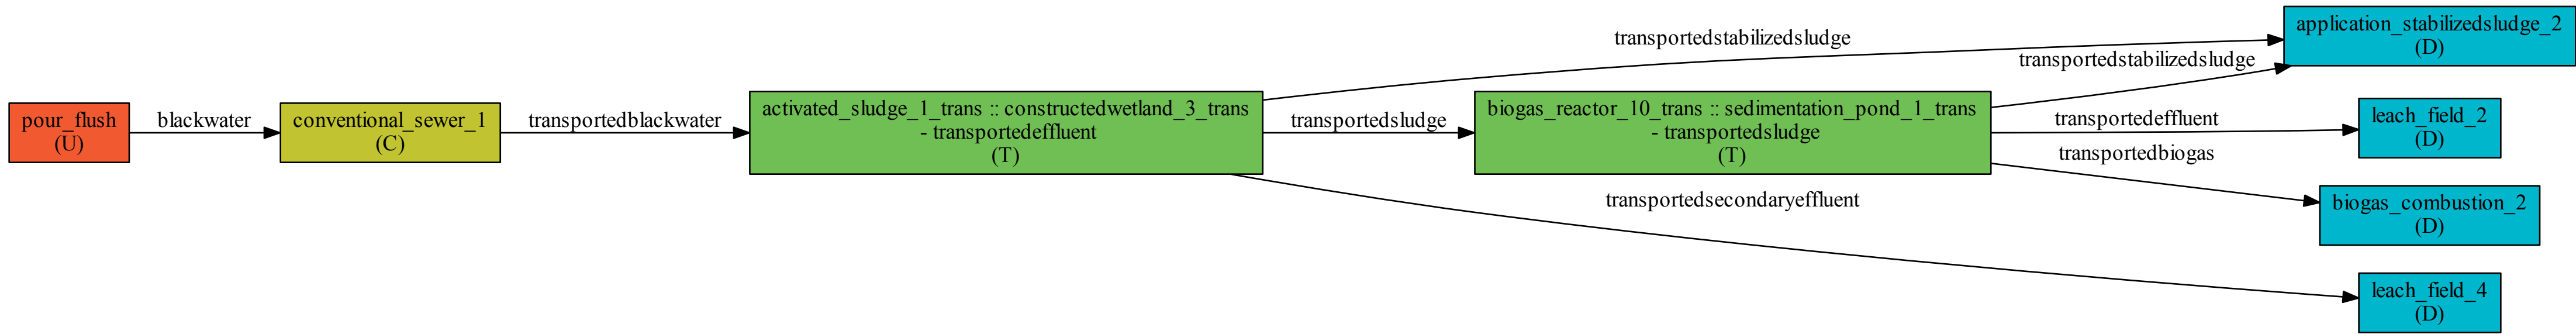 pour_flush
(U)
blackwater
conventional_sewer_1
(C)
transportedblackwater
activated_sludge_1_trans :: constructedwetland_3_trans
- transportedeffluent
(T)
transportedstabilizedsludge
transportedsludge
transportedsecondaryeffluent
biogas_reactor_10_trans :: sedimentation_pond_1_trans
- transportedsludge
(T)
transportedstabilizedsludge
transportedeffluent
transportedbiogas
application_stabilizedsludge_2
(D)
leach_field_2
(D)
biogas_combustion_2
(D)
leach_field_4
(D)